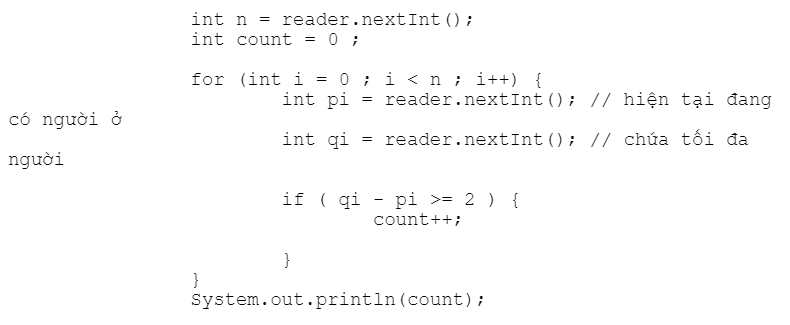 int n = reader.nextInt();
int count = 0 ;
for (int i = 0 ; i < n ; i++) {
int pi = reader.nextInt(); // hiện tại đang
có người ở
int qi = reader.nextInt(); // chứa tối đa
người
if ( qi - pi >= 2 ) {
count++;
}
}
System.out.println(count);